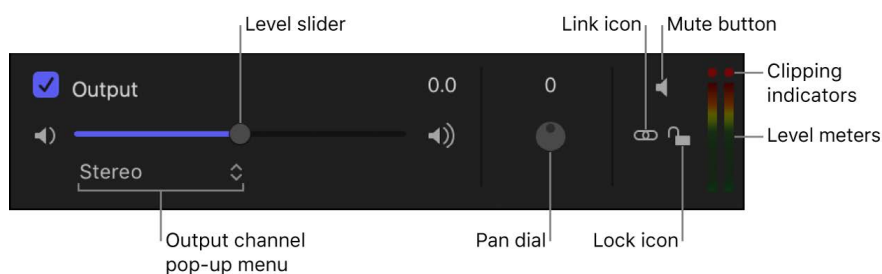 Level slider
Link icon
Mute button
Output
0.0
0
Clipping
indicators
Level meters
Stereo
Output channel
pop-up menu
Pan dial
Lock icon